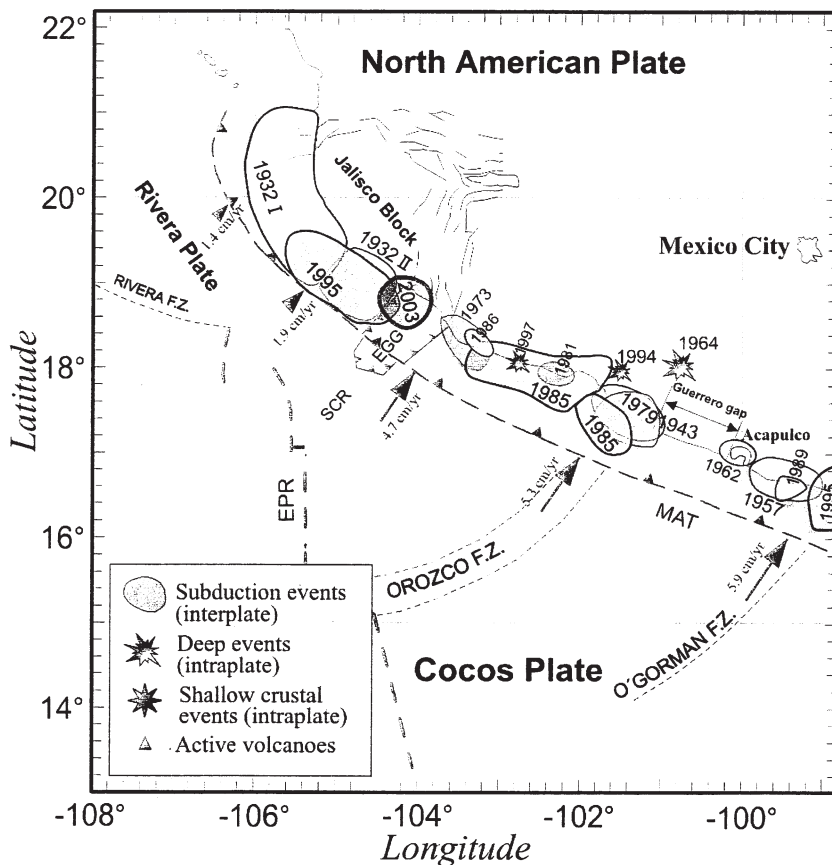 22°
20°
18°
16°
14°
Latitude
-108°
-106°
-104°
-102°
-100°
Longitude
North American Plate
Rivera Plate
Jalisco Block
Mexico City
1932 I
1932 II
1995
2003
1.4 cm/yr
1.9 cm/yr
RIVERA F.Z.
EGG
SCR
4.7 cm/yr
1973
1986
1997
1981
1985
1985
1994
1964
1979
1943
Guerrero gap
Acapulco
1962
1957
1989
1995
MAT
5.3 cm/yr
5.9 cm/yr
EPR
OROZCO F.Z.
O´GORMAN F.Z.
Cocos Plate
Subduction events
(interplate)
Deep events
(intraplate)
Shallow crustal
events (intraplate)
Active volcanoes